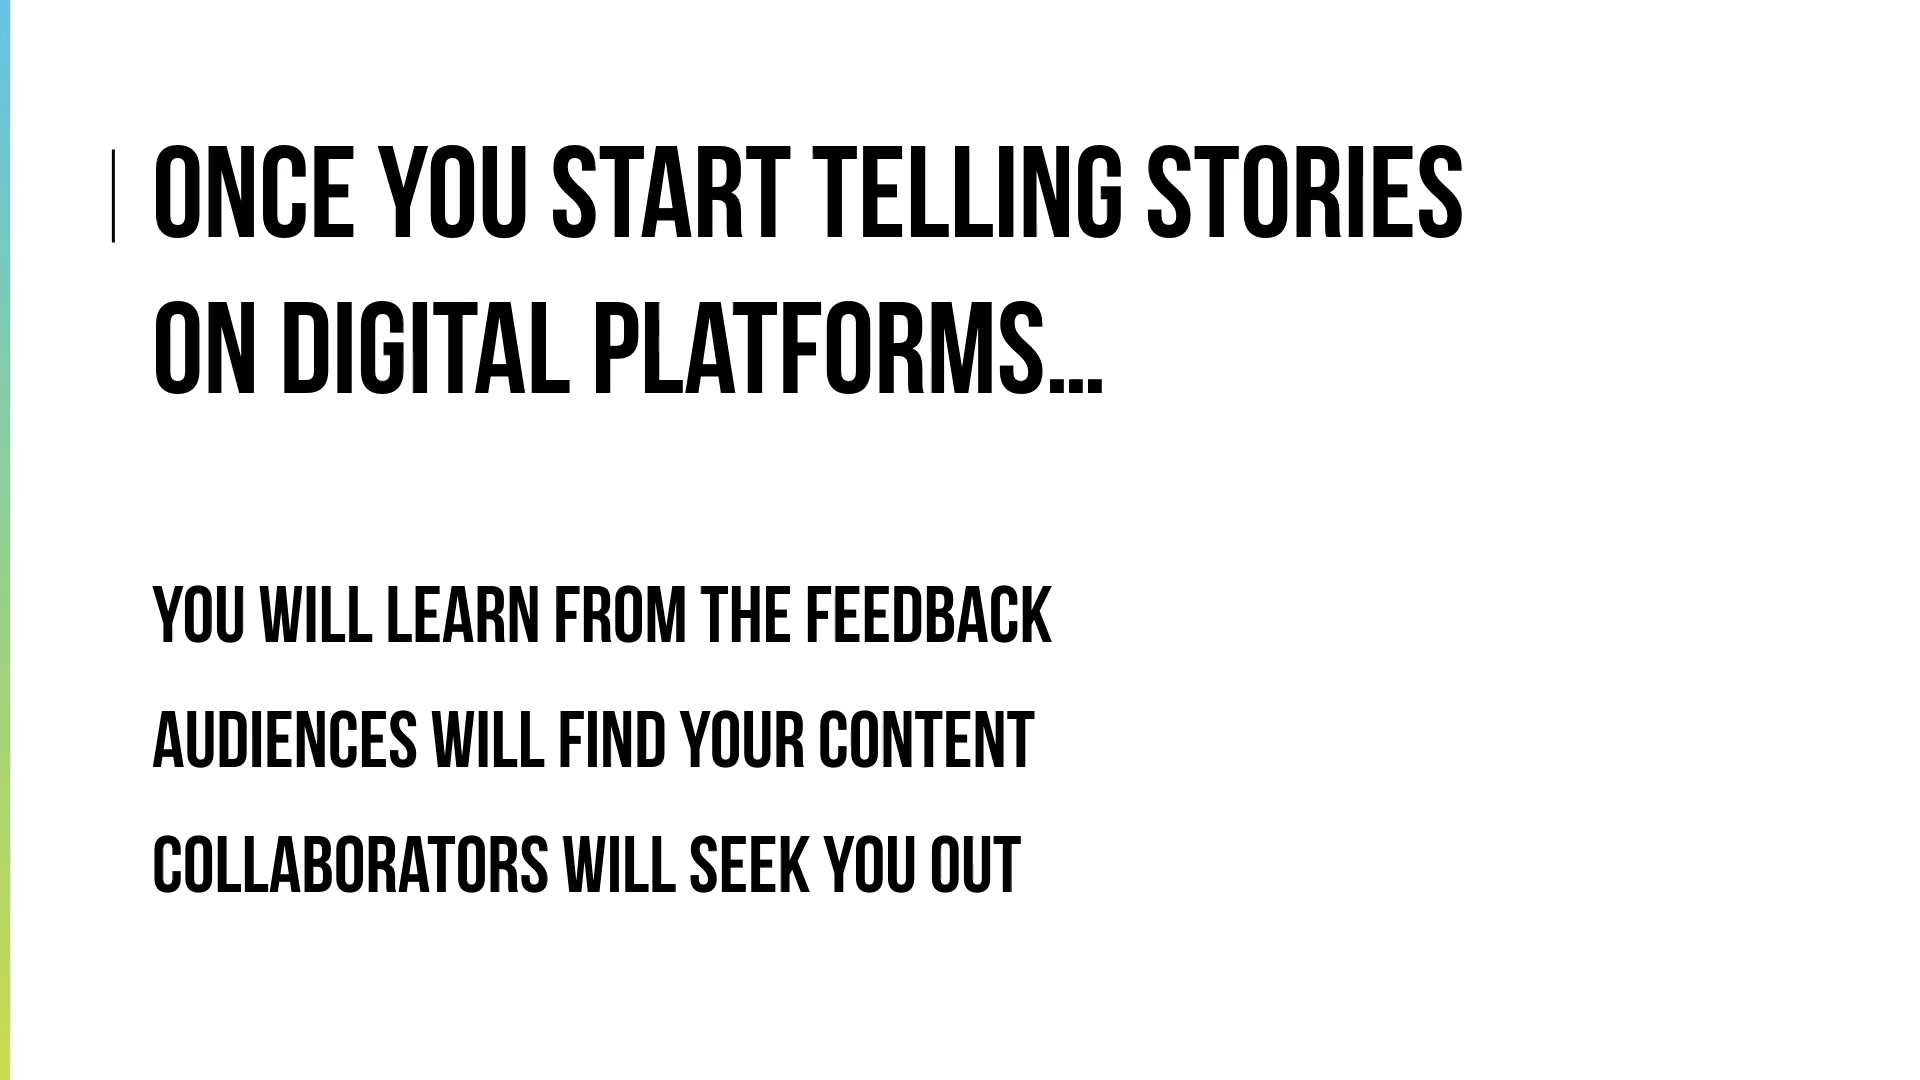 ONCE YOU START TELLING STORIES
ON DIGITAL PLATFORMS...
YOU WILL LEARN FROM THE FEEDBACK
AUDIENCES WILL FIND YOUR CONTENT
COLLABORATORS WILL SEEK YOU OUT